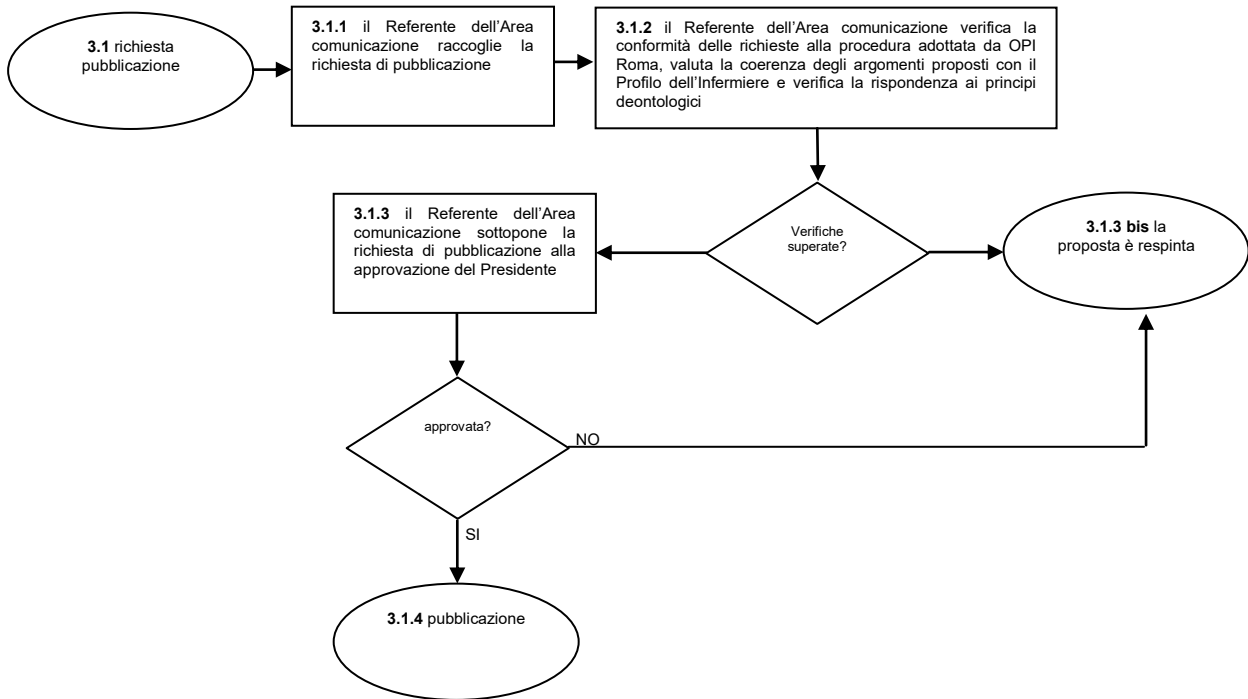 3.1 richiesta
pubblicazione
3.1.1 il Referente dell'Area
comunicazione raccoglie la
richiesta di pubblicazione
3.1.2 il Referente dell'Area comunicazione verifica la
conformità delle richieste alla procedura adottata da OPI
Roma, valuta la coerenza degli argomenti proposti con il
Profilo dell'Infermiere e verifica la rispondenza ai principi
deontologici
3.1.3 il Referente dell'Area
comunicazione sottopone la
richiesta di pubblicazione alla
approvazione del Presidente
Verifiche
superate?
3.1.3 bis la
proposta è respinta
approvata?
NO
SI
3.1.4 pubblicazione